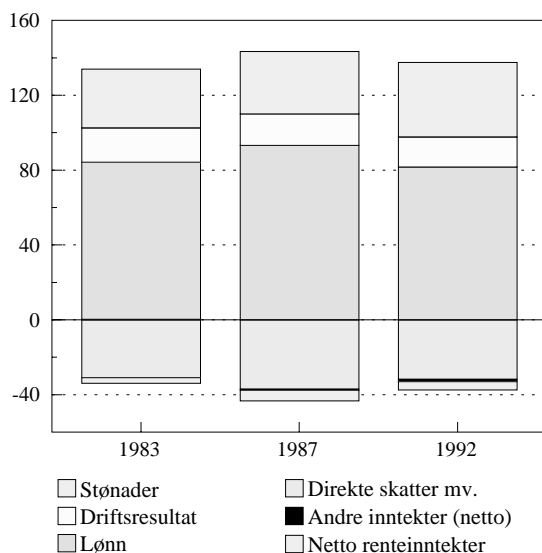 160
120
80
40
0
-40
1983 1987 1992
Stønader Direkte skatter mv.
Driftsresultat Andre inntekter (netto)
Lønn Netto renteinntekter